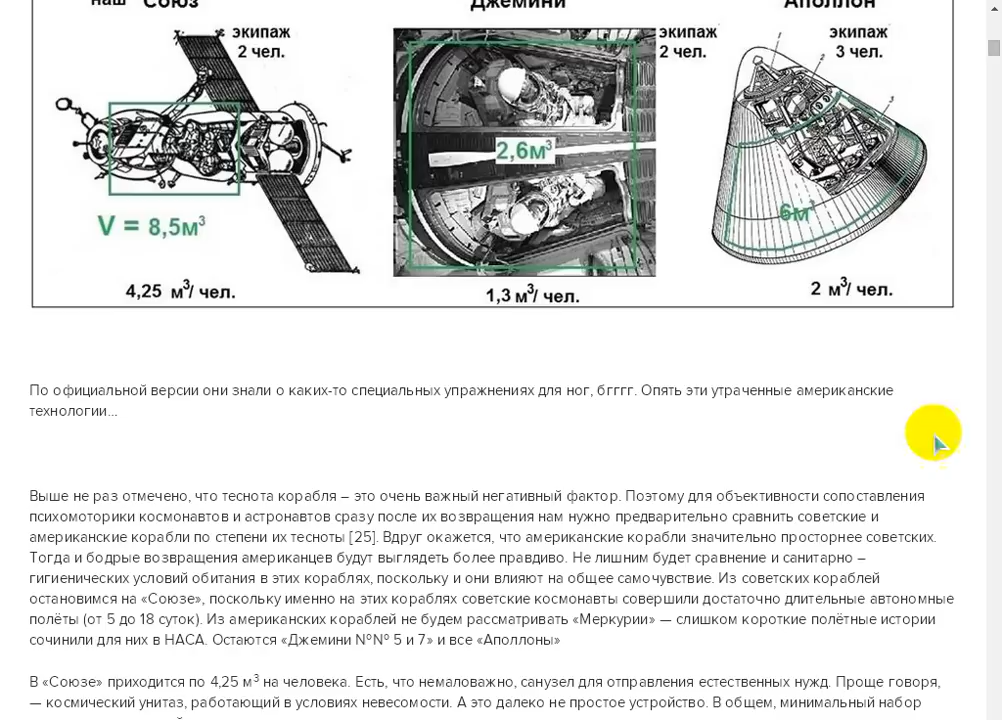 наш Союз Джемини Аполлон
экипаж
2 чел.
экипаж
2 чел.
экипаж
3 чел.
1
2
3
2,6м³
6м³
V = 8,5м³
4,25 м³/ чел.
1,3 м³/ чел.
2 м³/ чел.
По официальной версии они знали о каких-то специальных упражнениях для ног, бгггг. Опять эти утраченные американские
технологии…
Выше не раз отмечено, что теснота корабля – это очень важный негативный фактор. Поэтому для объективности сопоставления
психомоторики космонавтов и астронавтов сразу после их возвращения нам нужно предварительно сравнить советские и
американские корабли по степени их тесноты [25]. Вдруг окажется, что американские корабли значительно просторнее советских.
Тогда и бодрые возвращения американцев будут выглядеть более правдиво. Не лишним будет сравнение и санитарно –
гигиенических условий обитания в этих кораблях, поскольку и они влияют на общее самочувствие. Из советских кораблей
остановимся на «Союзе», поскольку именно на этих кораблях советские космонавты совершили достаточно длительные автономные
полёты (от 5 до 18 суток). Из американских кораблей не будем рассматривать «Меркурии» — слишком короткие полётные истории
сочинили для них в НАСА. Остаются «Джемини №№ 5 и 7» и все «Аполлоны»
В «Союзе» приходится по 4,25 м³ на человека. Есть, что немаловажно, санузел для отправления естественных нужд. Проще говоря,
— космический унитаз, работающий в условиях невесомости. А это далеко не простое устройство. В общем, минимальный набор